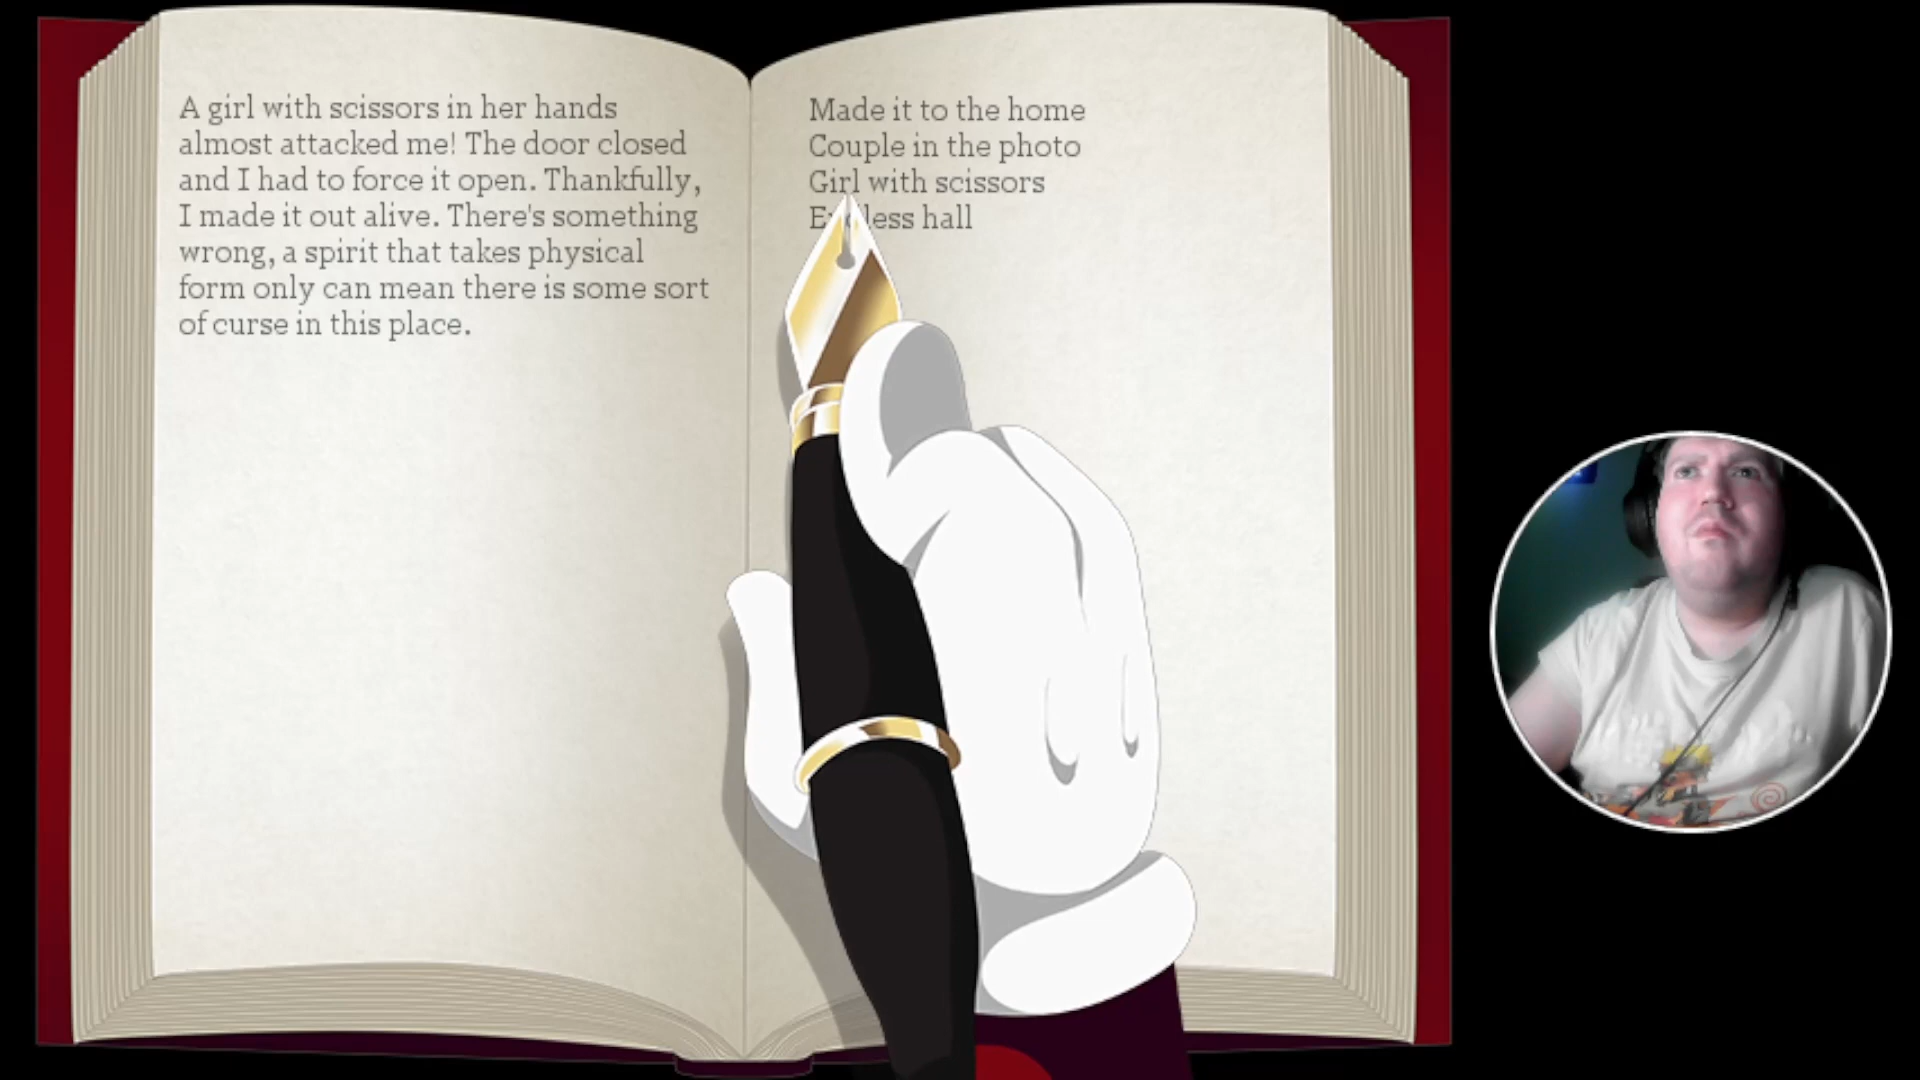 A girl with scissors in her hands
almost attacked me! The door closed
and I had to force it open. Thankfully,
I made it out alive. There's something
wrong, a spirit that takes physical
form only can mean there is some sort
of curse in this place.
Made it to the home
Couple in the photo
Girl with scissors
Endless hall